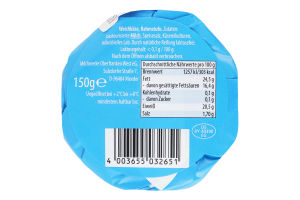 Weichkäse, Rahmstufe, Zutaten:
pasteurisierte Milch, Speisesalz, Käsereikulturen,
mikrobielles Lab. Durch natürliche Reifung laktosefrei.
Laktosegehalt: < 0,1 g / 100 g
Nach dem Öffnen alsbald verbrauchen.
150g e
D-76404
Ungeöffnet bei +2°C bis +8°C
mindestens haltbar bis:
Durchschnittliche Nährwerte pro 100 g
Brennwert 1257 kJ/303 kcal
Fett 24,5 g
- davon gesättigte Fettsäuren 16,4 g
Kohlenhydrate 0,1 g
- davon Zucker 0,1 g
Eiweiß 20,5 g
Salz 1,70 g
4 003655 032651